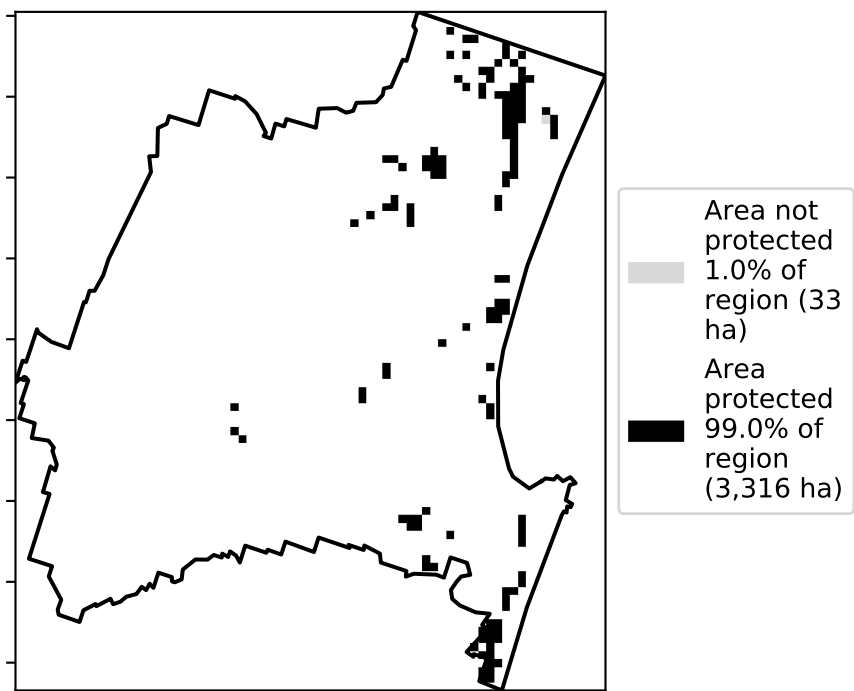 Area not
protected
1.0% of
region (33
ha)
Area
protected
99.0% of
region
(3,316 ha)